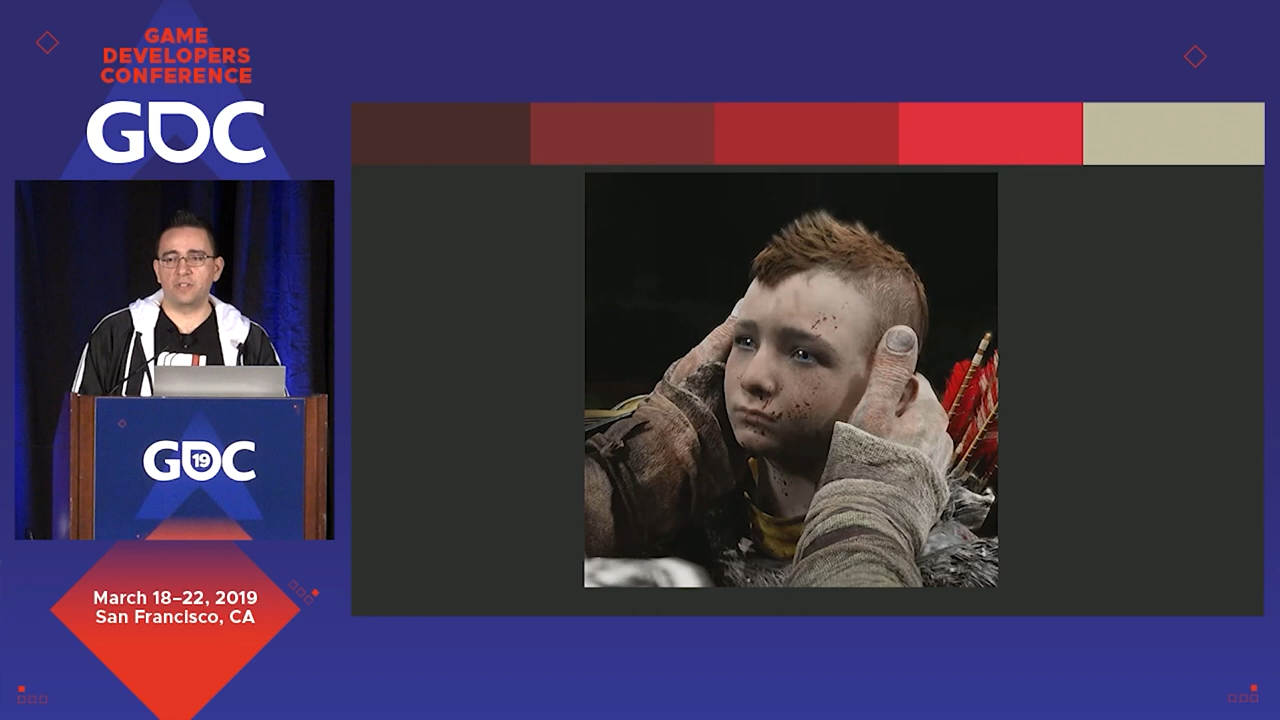 GAME
DEVELOPERS
CONFERENCE
GDC
GDC
19
March 18–22, 2019
San Francisco, CA